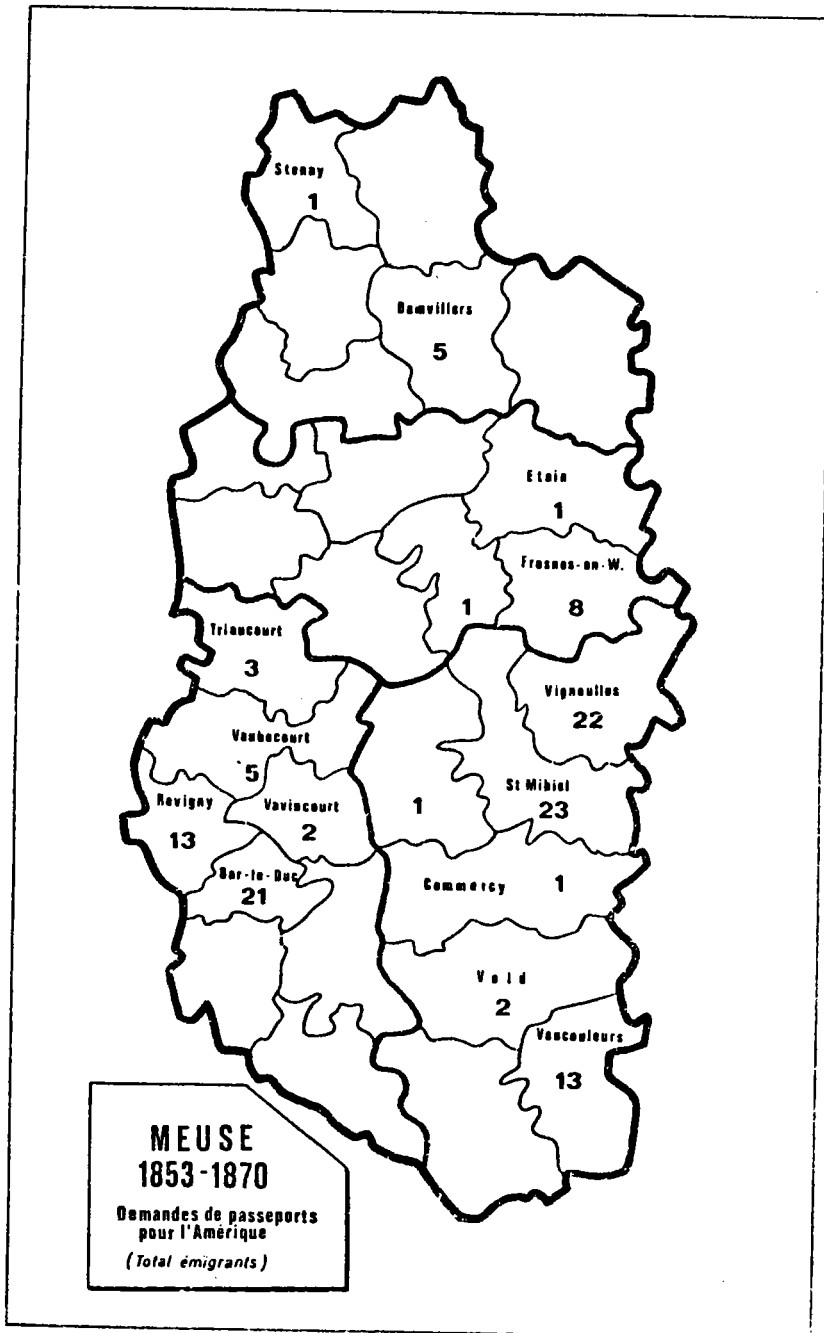 Stenay
1
Damvillers
5
Etain
1
Fresnes-en-W.
8
1
Triaucourt
3
Vigneulles
22
Vaubecourt
5
St Mihiel
23
Revigny
13
Vavincourt
2
1
Bar-le-Duc
21
Commercy 1
Void
2
Vaucouleurs
13
MEUSE
1853-1870
Demandes de passeports
pour l'Amérique
(Total émigrants)